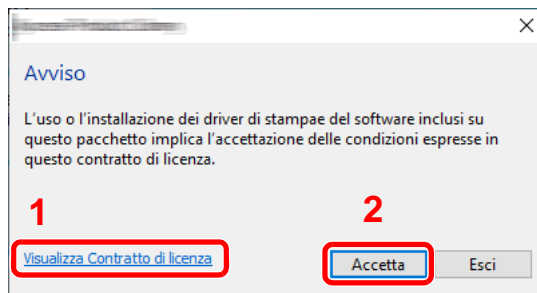 Avviso
L'uso o l'installazione dei driver di stampae del software inclusi su
questo pacchetto implica l'accettazione delle condizioni espresse in
questo contratto di licenza.
1
2
Visualizza Contratto di licenza
Accetta
Esci